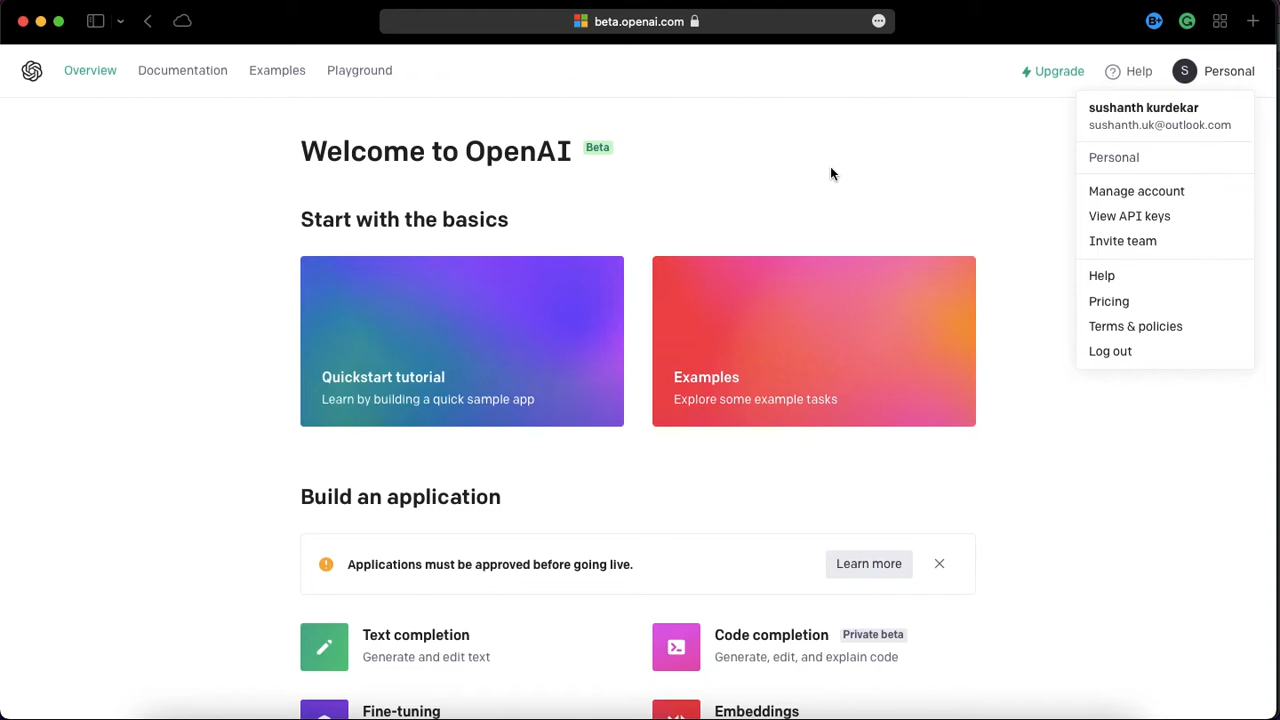 beta.openai.com
Overview
Documentation
Examples
Playground
Upgrade
Help
S
Personal
sushanth kurdekar
sushanth.uk@outlook.com
Personal
Manage account
View API keys
Invite team
Help
Pricing
Terms & policies
Log out
Welcome to OpenAI Beta
Start with the basics
Quickstart tutorial
Learn by building a quick sample app
Examples
Explore some example tasks
Build an application
Applications must be approved before going live.
Learn more
Text completion
Generate and edit text
Code completion Private beta
Generate, edit, and explain code
Fine-tuning
Embeddings